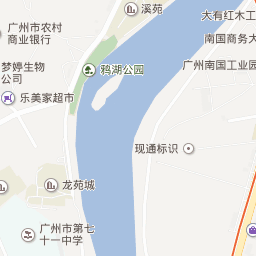 溪苑
大有红木工
广州市农村
商业银行
南国商务大
梦婷生物
公司
鸦湖公园
广州南国工业园
乐美家超市
现通标识
龙苑城
广州市第七
十一中学